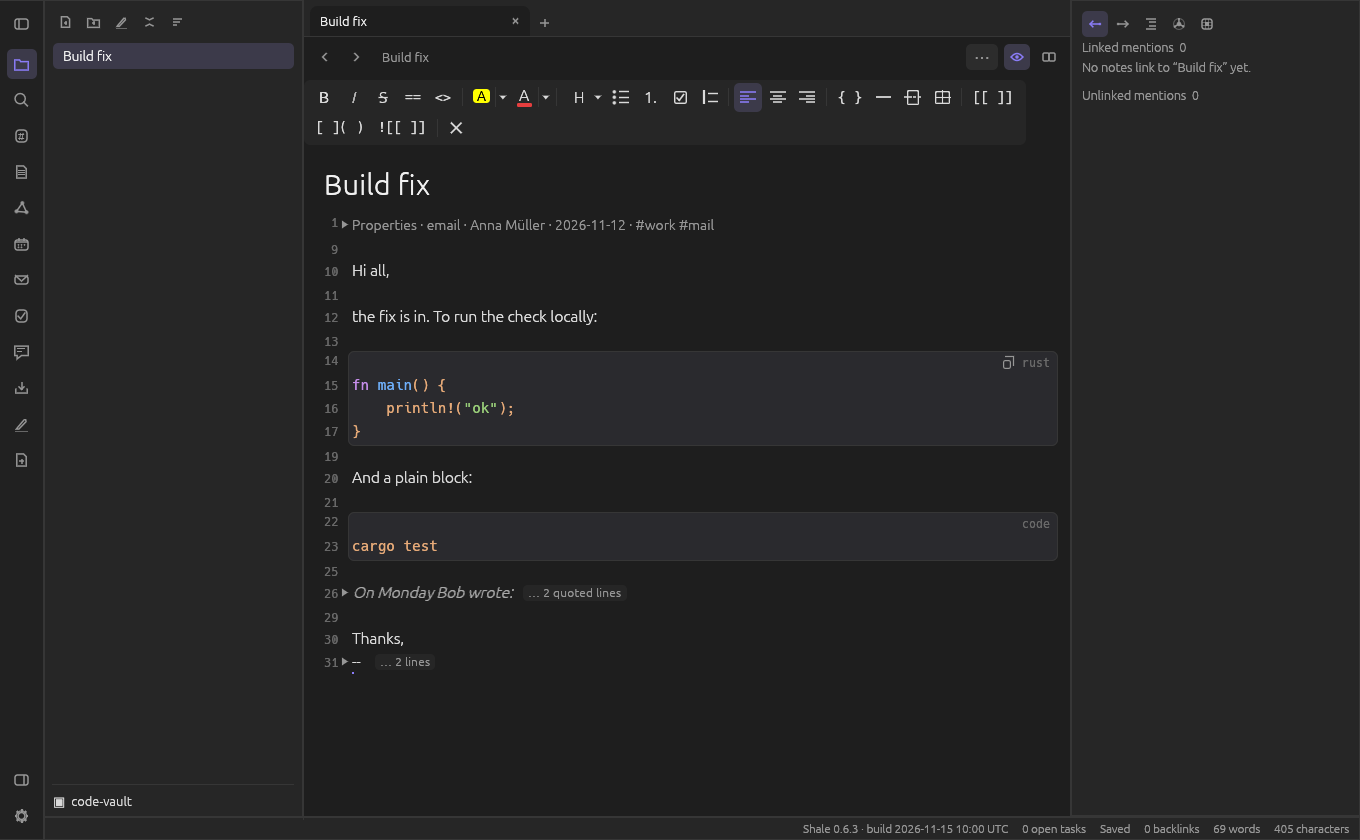 Build fix
code-vault
Build fix ×
Build fix
B I S == <> A A H 1. { } — [[ ]]
[ ]( ) ![[ ]]
Build fix
1 Properties · email · Anna Müller · 2026-11-12 · #work #mail
9
10 Hi all,
11
12 the fix is in. To run the check locally:
13
14 rust
15 fn main() {
16     println!("ok");
17 }
19
20 And a plain block:
21
22 code
23 cargo test
25
26 On Monday Bob wrote: … 2 quoted lines
29
30 Thanks,
31 -- … 2 lines
Linked mentions 0
No notes link to “Build fix” yet.
Unlinked mentions 0
Shale 0.6.3 · build 2026-11-15 10:00 UTC 0 open tasks Saved 0 backlinks 69 words 405 characters